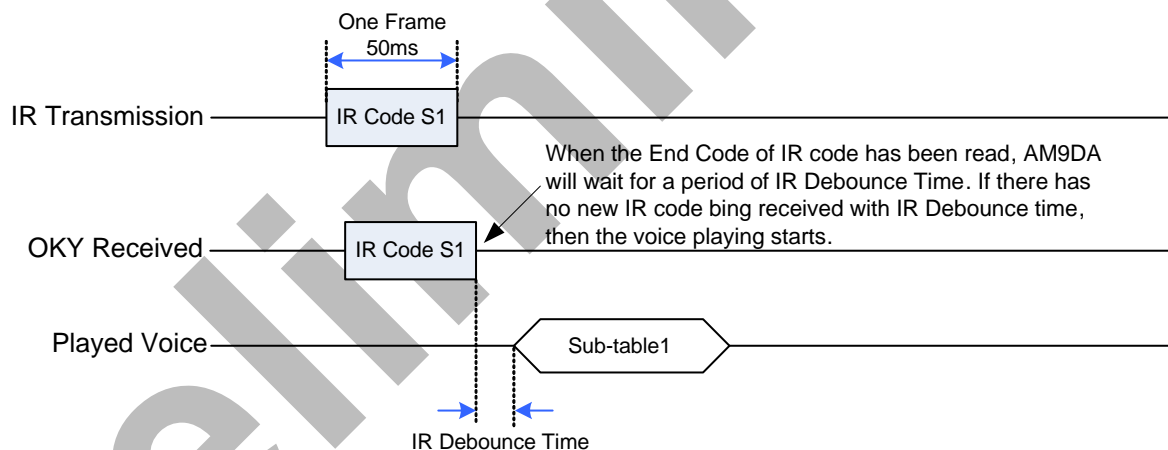 One Frame
50ms
IR Transmission
IR Code S1
When the End Code of IR code has been read, AM9DA
will wait for a period of IR Debounce Time. If there has
no new IR code bing received with IR Debounce time,
then the voice playing starts.
OKY Received
IR Code S1
Played Voice
Sub-table1
IR Debounce Time